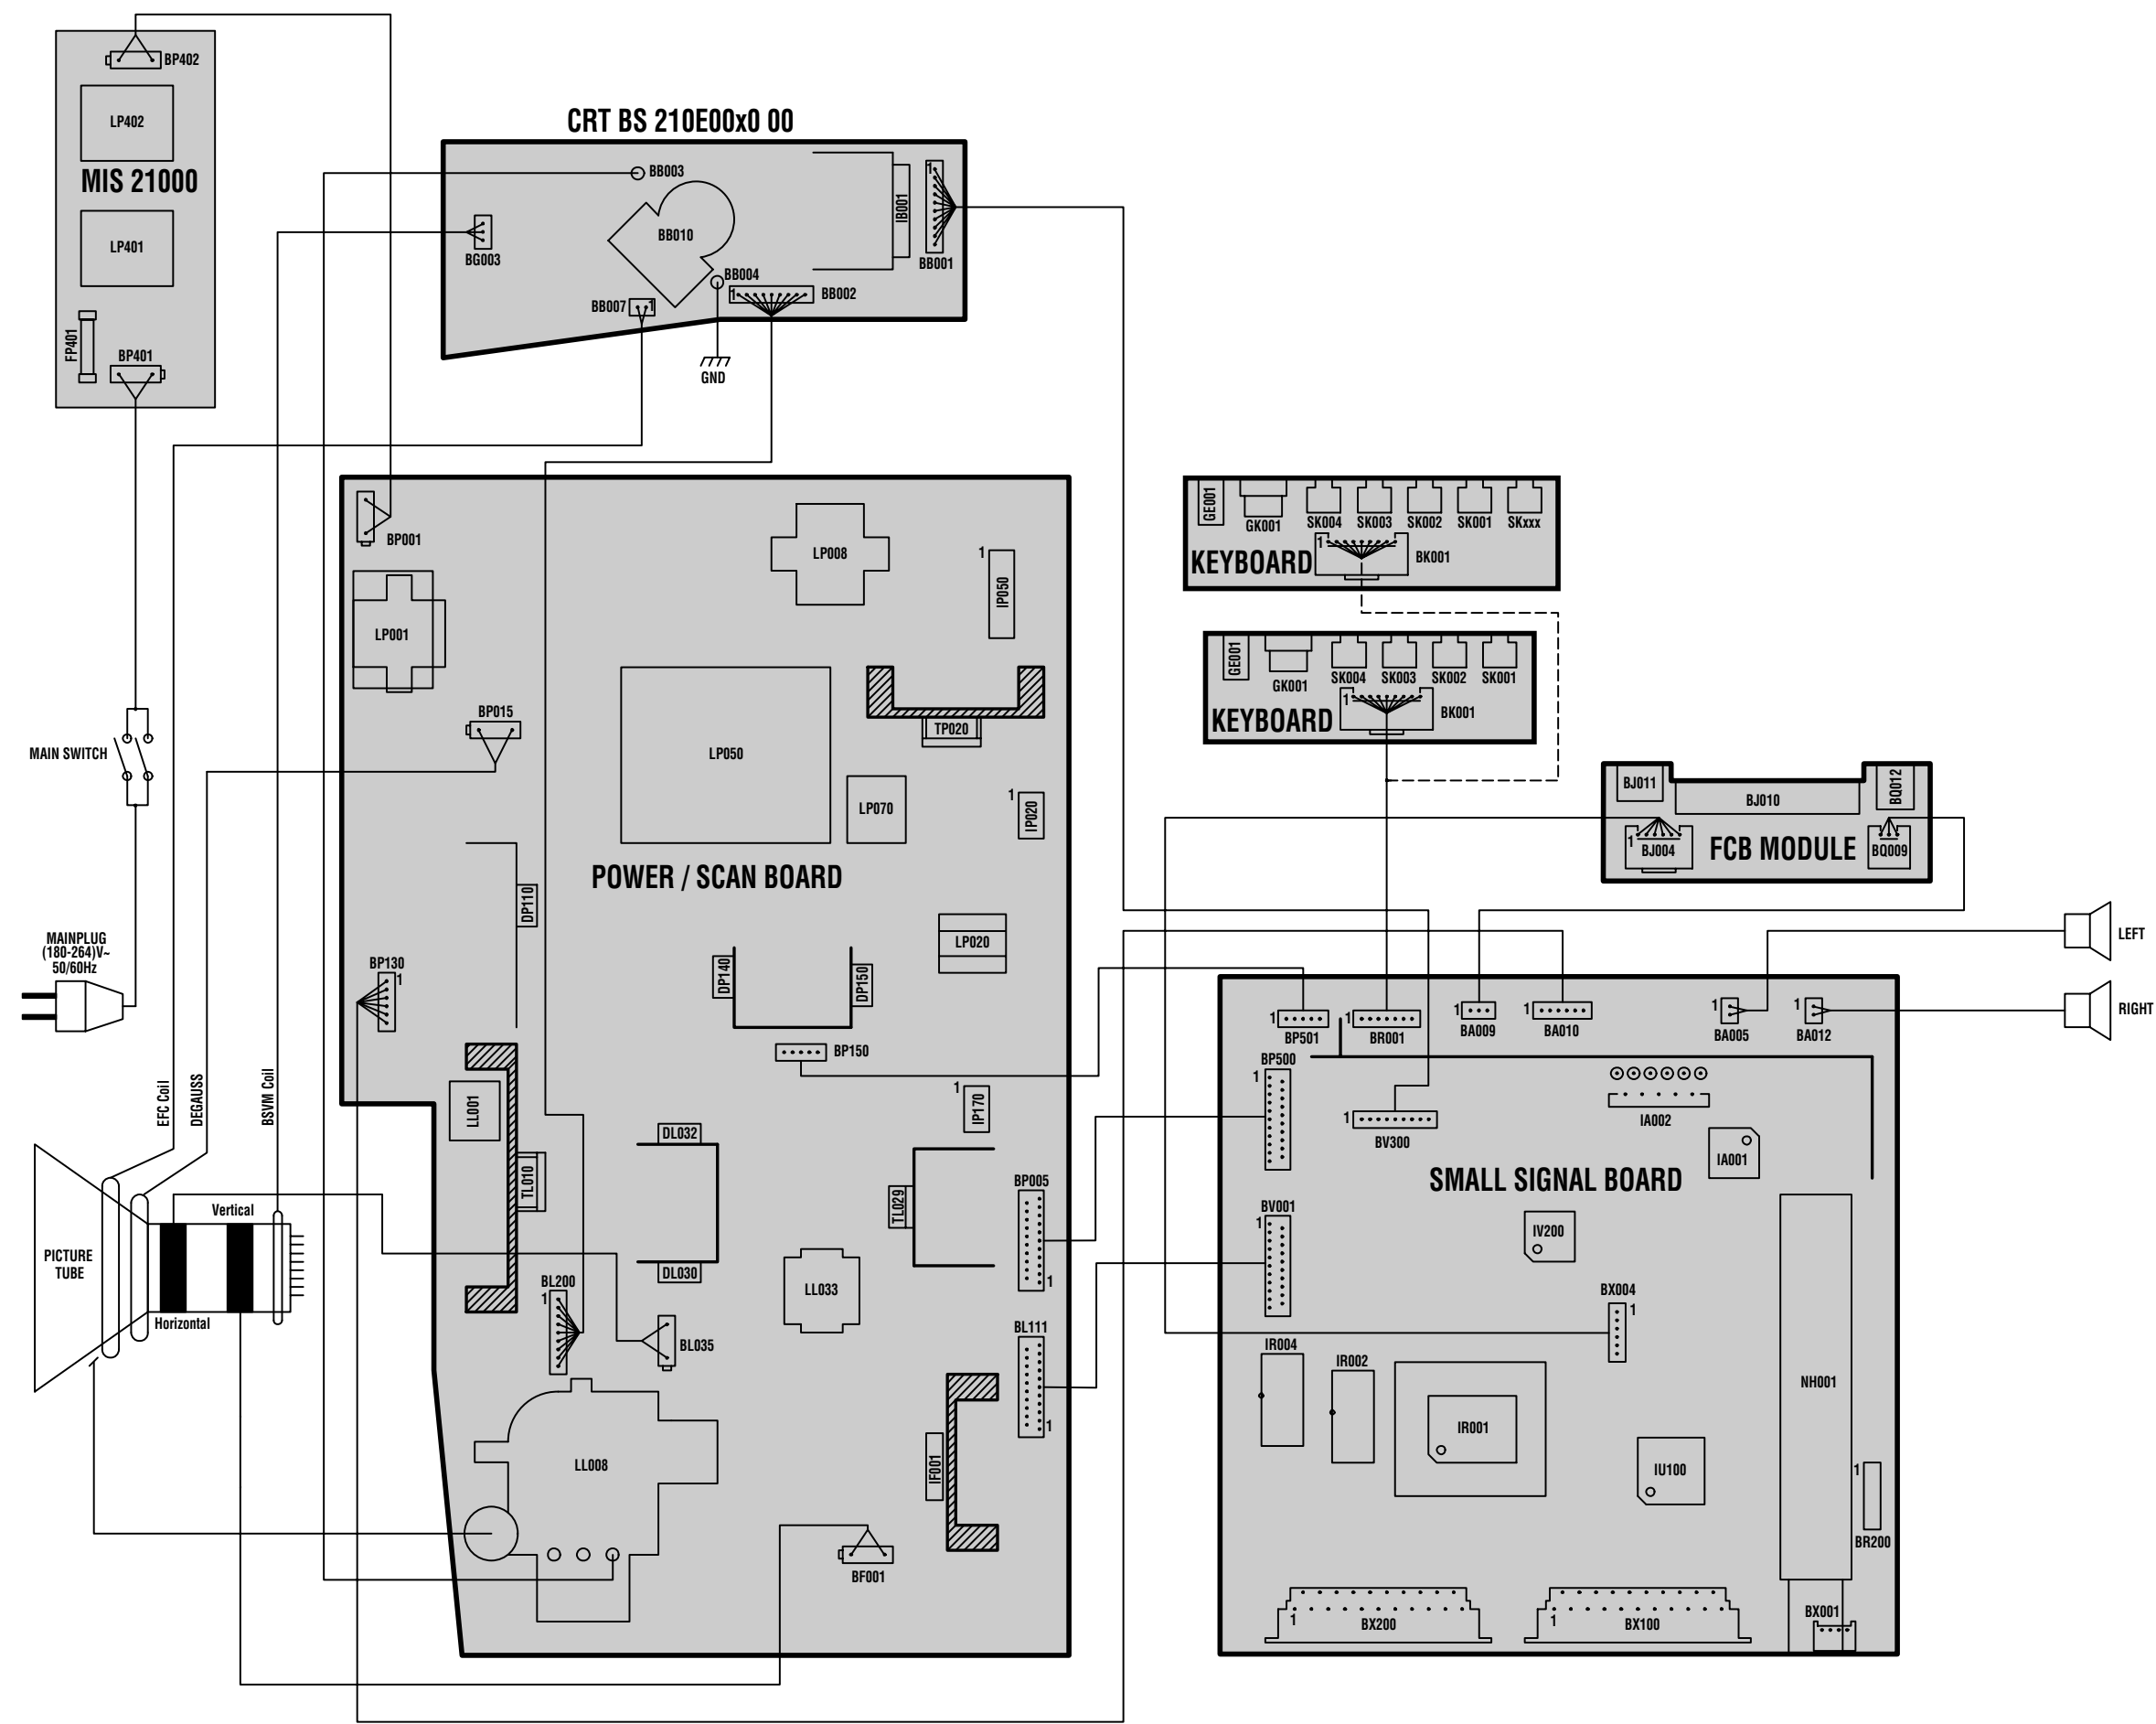 BP402
LP402
MIS 21000
LP401
FP401
BP401
CRT BS 210E00x0 00
BB003
BG003
BB010
IB001
1
BB001
BB004
BB007
1
1
BB002
GND
BP001
LP001
LP008
1
IP050
BP015
LP050
TP020
LP070
1
IP020
POWER / SCAN BOARD
DP110
LP020
BP130
1
DP140
DP150
BP150
1
IP170
LL001
TL010
DL032
DL030
TL029
BP005
1
LL033
BL200
1
BL035
BL111
1
LL008
IF001
BF001
MAIN SWITCH
MAINPLUG
(180-264)V~
50/60Hz
EFC Coil
DEGAUSS
BSVM Coil
Vertical
PICTURE
TUBE
Horizontal
GE001
GK001
SK004
SK003
SK002
SK001
SKxxx
KEYBOARD
1
BK001
GE001
GK001
SK004
SK003
SK002
SK001
KEYBOARD
1
BK001
BJ011
BJ010
BQ012
1
BJ004
FCB MODULE
BQ009
LEFT
RIGHT
1
BP501
1
BR001
1
BA009
1
BA010
1
BA005
1
BA012
BP500
1
1
BV300
IA002
IA001
SMALL SIGNAL BOARD
BV001
1
IV200
BX004
1
IR004
IR002
IR001
NH001
IU100
1
BR200
1
BX200
1
BX100
BX001